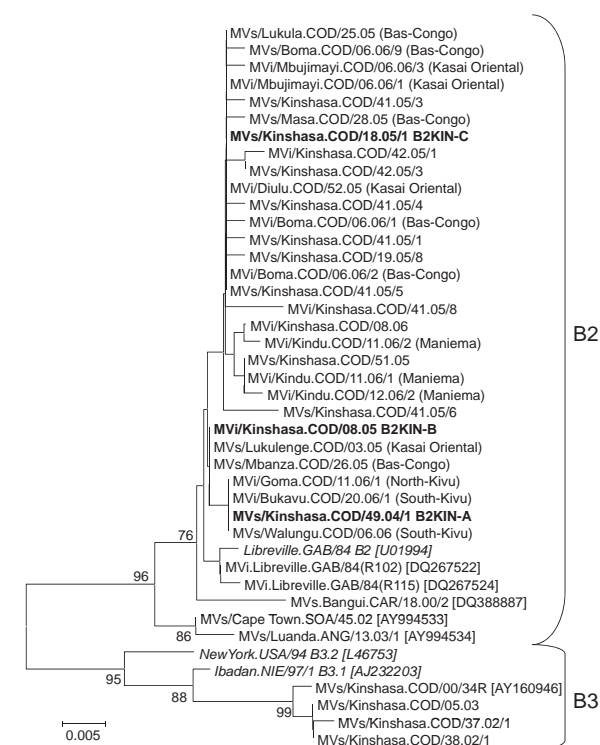 MVs/Lukula.COD/25.05 (Bas-Congo)
MVs/Boma.COD/06.06/9 (Bas-Congo)
MVi/Mbujimayi.COD/06.06/3 (Kasai Oriental)
MVi/Mbujimayi.COD/06.06/1 (Kasai Oriental)
MVs/Kinshasa.COD/41.05/3
MVs/Masa.COD/28.05 (Bas-Congo)
MVs/Kinshasa.COD/18.05/1 B2KIN-C
MVi/Kinshasa.COD/42.05/1
MVs/Kinshasa.COD/42.05/3
MVi/Diulu.COD/52.05 (Kasai Oriental)
MVs/Kinshasa.COD/41.05/4
MVi/Boma.COD/06.06/1 (Bas-Congo)
MVs/Kinshasa.COD/41.05/1
MVs/Kinshasa.COD/19.05/8
MVi/Boma.COD/06.06/2 (Bas-Congo)
MVs/Kinshasa.COD/41.05/5
MVi/Kinshasa.COD/41.05/8
MVi/Kinshasa.COD/08.06
MVi/Kindu.COD/11.06/2 (Maniema)
B2
MVs/Kinshasa.COD/51.05
MVi/Kindu.COD/11.06/1 (Maniema)
MVi/Kindu.COD/12.06/2 (Maniema)
MVs/Kinshasa.COD/41.05/6
MVi/Kinshasa.COD/08.05 B2KIN-B
MVs/Lukulenge.COD/03.05 (Kasai Oriental)
MVs/Mbanza.COD/26.05 (Bas-Congo)
MVi/Goma.COD/11.06/1 (North-Kivu)
MVi/Bukavu.COD/20.06/1 (South-Kivu)
MVs/Kinshasa.COD/49.04/1 B2KIN-A
MVs/Walungu.COD/06.06 (South-Kivu)
76
Libreville.GAB/84 B2 [U01994]
MVi.Libreville.GAB/84(R102) [DQ267522]
96
MVi.Libreville.GAB/84(R115) [DQ267524]
MVs.Bangui.CAR/18.00/2 [DQ388887]
MVs/Cape Town.SOA/45.02 [AY994533]
86
MVs/Luanda.ANG/13.03/1 [AY994534]
NewYork.USA/94 B3.2 [L46753]
Ibadan.NIE/97/1 B3.1 [AJ232203]
95
88
MVs/Kinshasa.COD/00/34R [AY160946]
B3
99
MVs/Kinshasa.COD/05.03
MVs/Kinshasa.COD/37.02/1
MVs/Kinshasa.COD/38.02/1
0.005